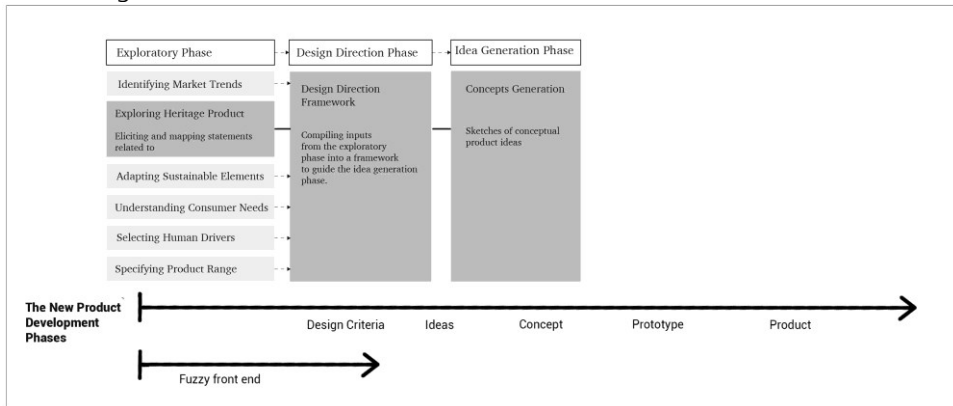 Exploratory Phase
Design Direction Phase
Idea Generation Phase
Identifying Market Trends
Exploring Heritage Product
Eliciting and mapping statements
related to
Adapting Sustainable Elements
Understanding Consumer Needs
Selecting Human Drivers
Specifying Product Range
Design Direction
Framework
Compiling inputs
from the exploratory
phase into a framework
to guide the idea generation
phase.
Concepts Generation
Sketches of conceptual
product ideas
The New Product
Development
Phases
Design Criteria
Ideas
Concept
Prototype
Product
Fuzzy front end